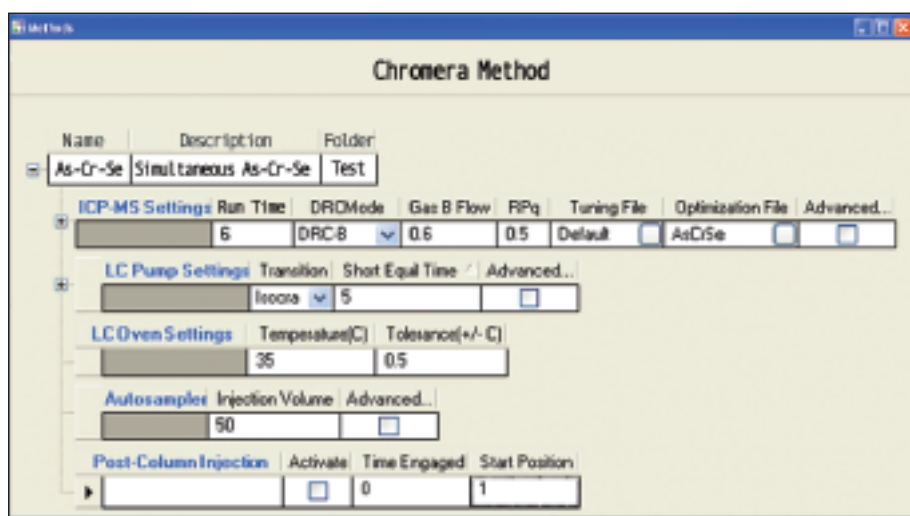 Methods
Chromera Method
Name Description Folder
As-Cr-Se Simultaneous As-Cr-Se Test
ICP-MS Settings Run Time DRCMode Gas B Flow RPq Tuning File Optimization File Advanced...
6 DRC-B 0.6 0.5 Default AsCrSe
LC Pump Settings Transition Short Equil Time Advanced...
Isocra 5
LC Oven Settings Temperature(C) Tolerance(+/- C)
35 0.5
Autosampler Injection Volume Advanced...
50
Post-Column Injection Activate Time Engaged Start Position
0 1